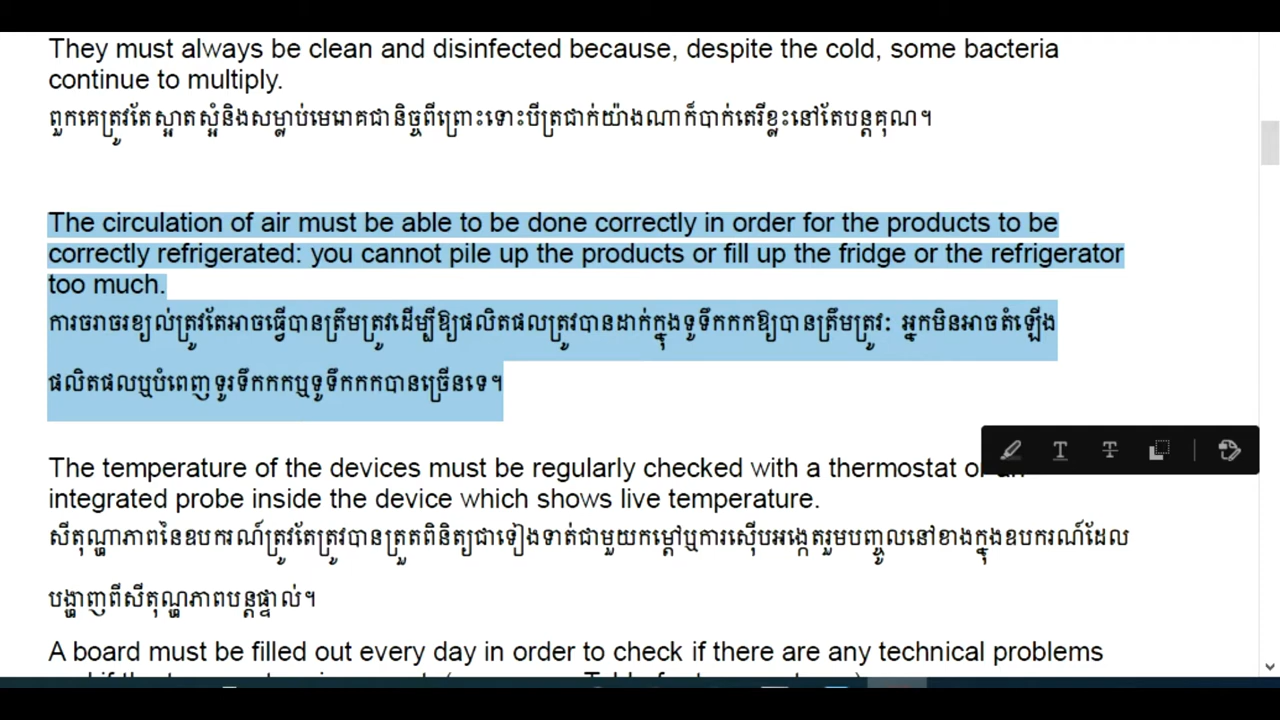 They must always be clean and disinfected because, despite the cold, some bacteria
continue to multiply.
ពួកគេត្រូវតែស្អាតស្អំនិងសម្លាប់មេរោគជានិច្ចពីព្រោះទោះបីត្រជាក់យ៉ាងណាក៏បាក់តេរីខ្លះនៅតែបន្តគុណ។
The circulation of air must be able to be done correctly in order for the products to be
correctly refrigerated: you cannot pile up the products or fill up the fridge or the refrigerator
too much.
ការចរាចរខ្យល់ត្រូវតែអាចធ្វើបានត្រឹមត្រូវដើម្បីឱ្យផលិតផលត្រូវបានដាក់ក្នុងទូទឹកកកឱ្យបានត្រឹមត្រូវ: អ្នកមិនអាចតំឡើង
ផលិតផលឬបំពេញទូរទឹកកកឬទូទឹកកកបានច្រើនទេ។
The temperature of the devices must be regularly checked with a thermostat or an
integrated probe inside the device which shows live temperature.
សីតុណ្ហាភាពនៃឧបករណ៍ត្រូវតែត្រូវបានត្រួតពិនិត្យជាទៀងទាត់ជាមួយកម្តៅឬការស៊ើបអង្កេតរួមបញ្ចូលនៅខាងក្នុងឧបករណ៍ដែល
បង្ហាញពីសីតុណ្ហភាពបន្តផ្ទាល់។
A board must be filled out every day in order to check if there are any technical problems